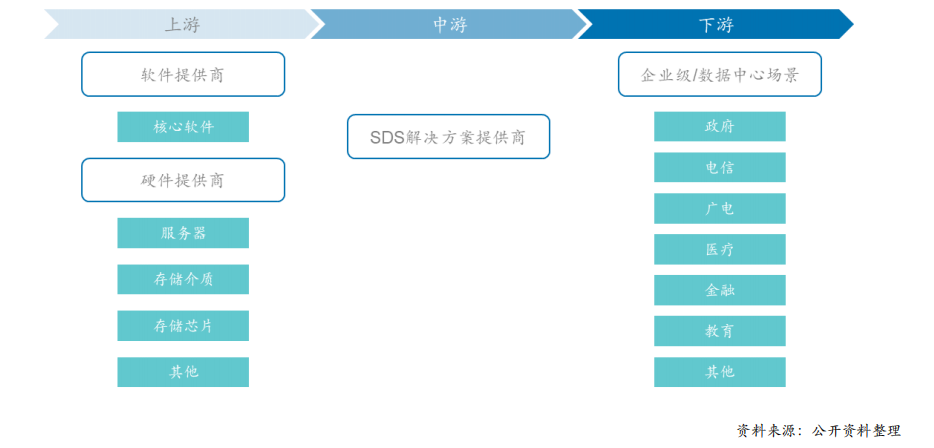 上游
中游
下游
软件提供商
核心软件
硬件提供商
服务器
存储介质
存储芯片
其他
SDS解决方案提供商
企业级/数据中心场景
政府
电信
广电
医疗
金融
教育
其他
资料来源：公开资料整理